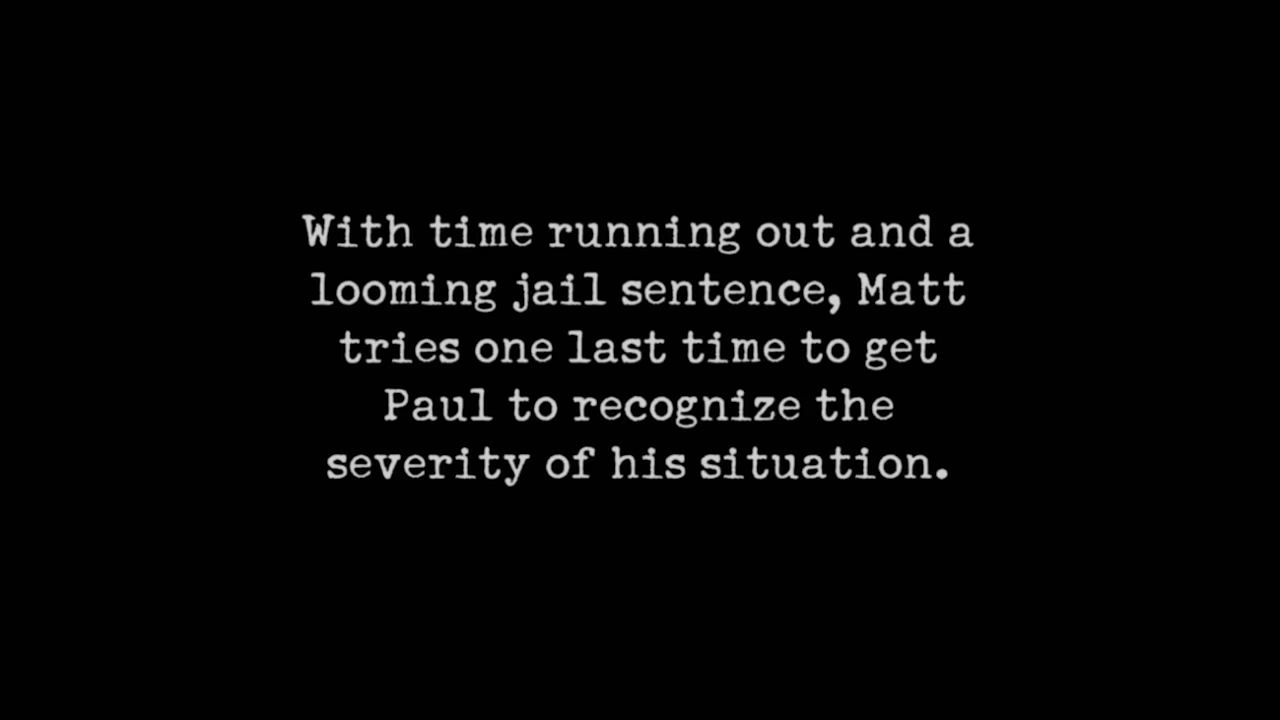 With time running out and a
looming jail sentence, Matt
tries one last time to get
Paul to recognize the
severity of his situation.